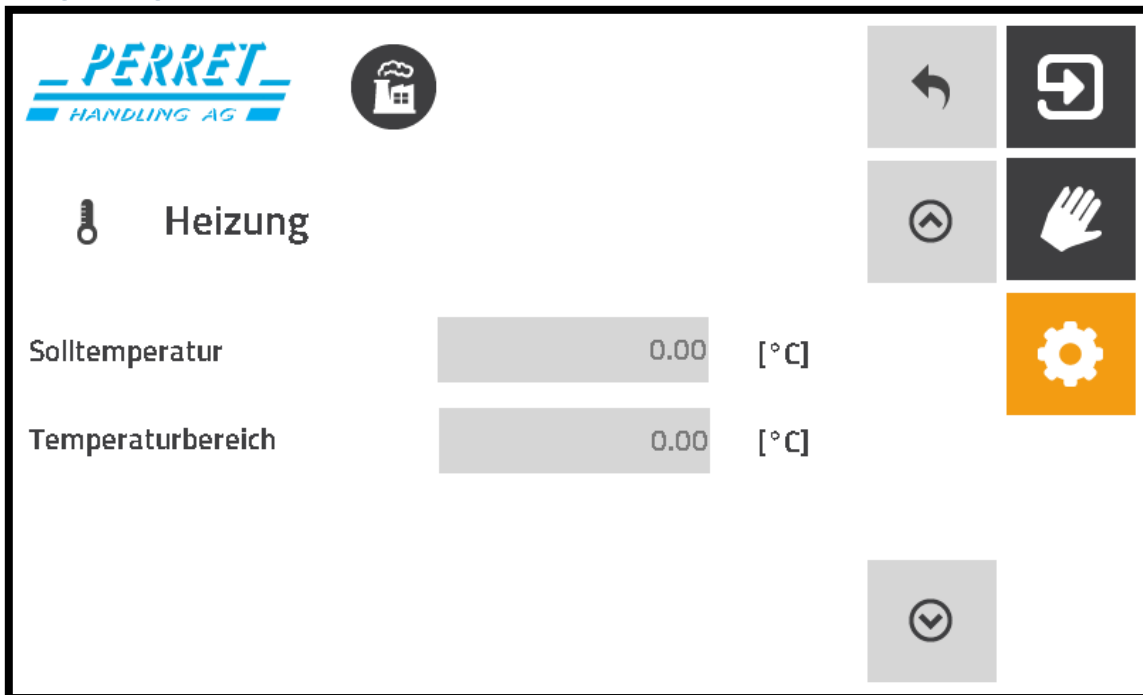 PERRET
HANDLING AG
Heizung
Solltemperatur 0.00 [°C]
Temperaturbereich 0.00 [°C]